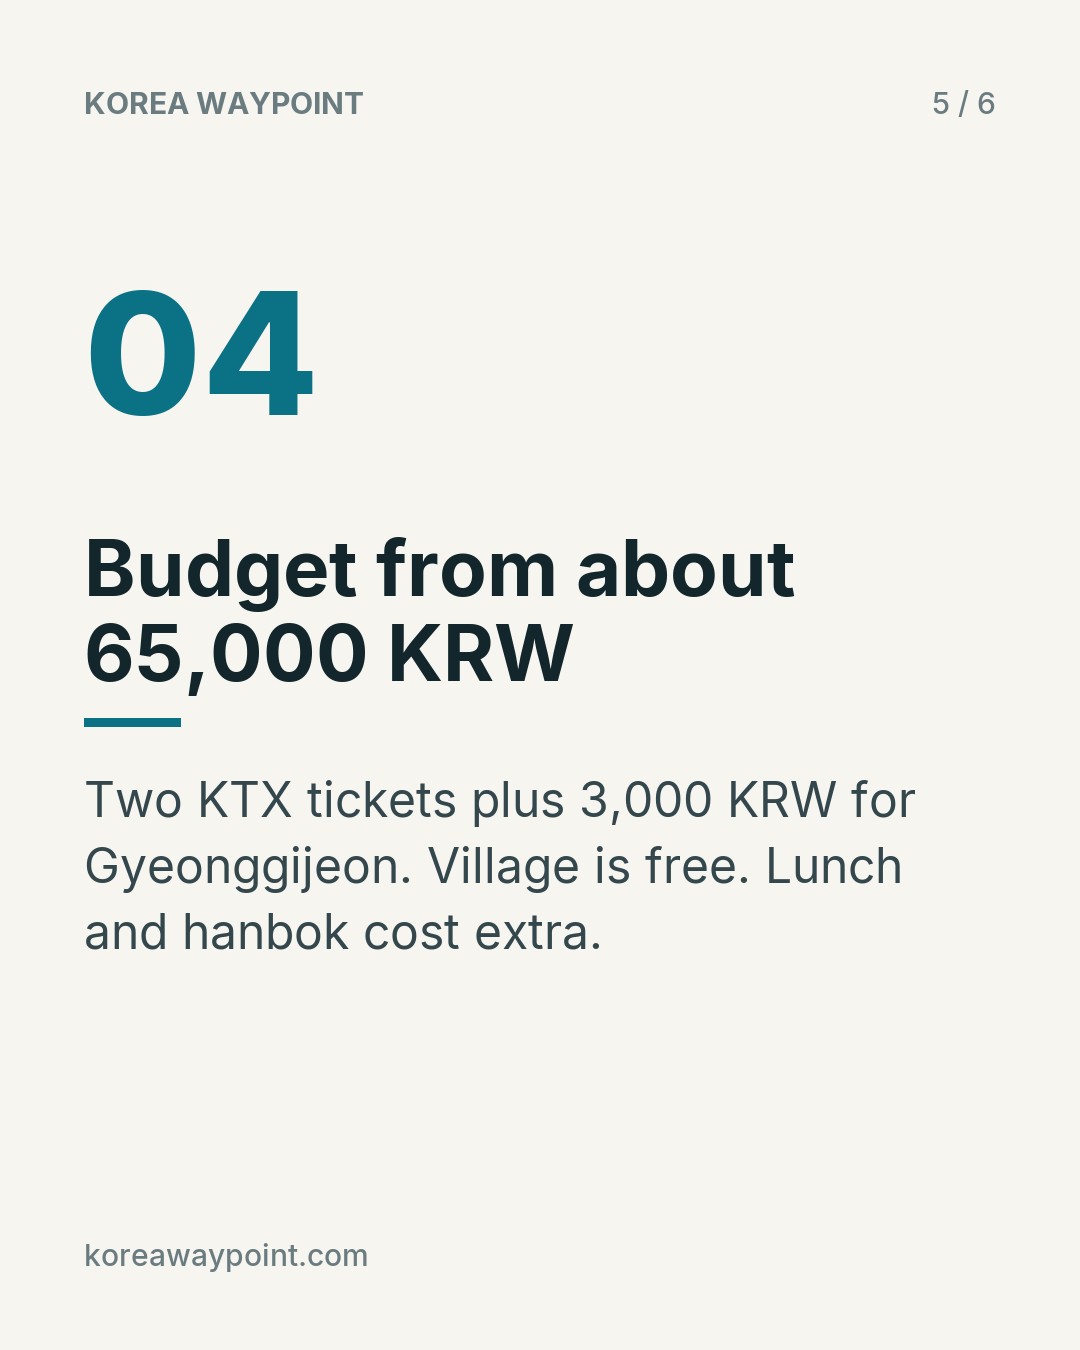 KOREA WAYPOINT
5 / 6
04
Budget from about
65,000 KRW
Two KTX tickets plus 3,000 KRW for
Gyeonggijeon. Village is free. Lunch
and hanbok cost extra.
koreawaypoint.com